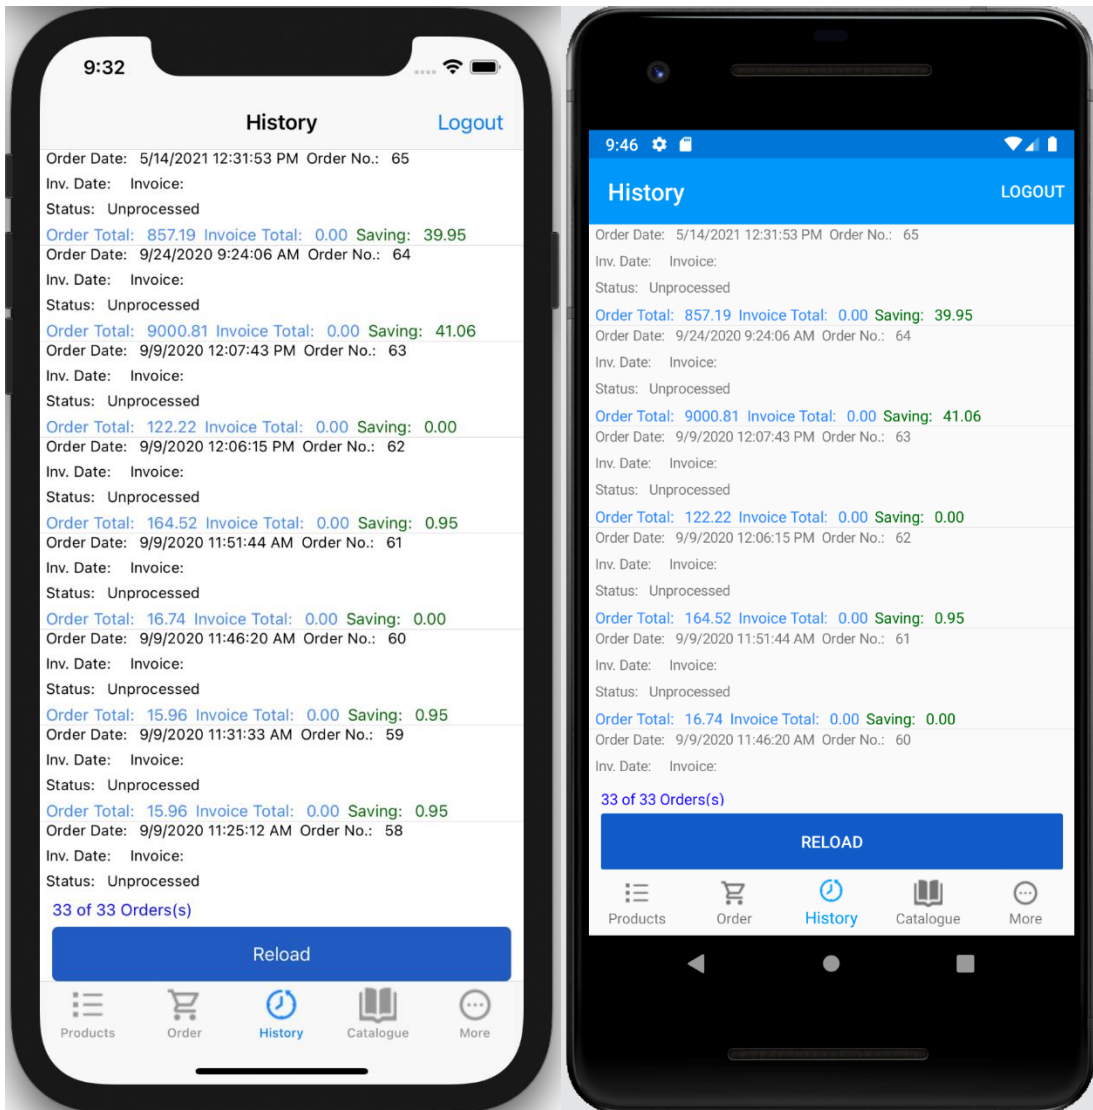 9:32
History Logout
Order Date: 5/14/2021 12:31:53 PM Order No.: 65
Inv. Date: Invoice:
Status: Unprocessed
Order Total: 857.19 Invoice Total: 0.00 Saving: 39.95
Order Date: 9/24/2020 9:24:06 AM Order No.: 64
Inv. Date: Invoice:
Status: Unprocessed
Order Total: 9000.81 Invoice Total: 0.00 Saving: 41.06
Order Date: 9/9/2020 12:07:43 PM Order No.: 63
Inv. Date: Invoice:
Status: Unprocessed
Order Total: 122.22 Invoice Total: 0.00 Saving: 0.00
Order Date: 9/9/2020 12:06:15 PM Order No.: 62
Inv. Date: Invoice:
Status: Unprocessed
Order Total: 164.52 Invoice Total: 0.00 Saving: 0.95
Order Date: 9/9/2020 11:51:44 AM Order No.: 61
Inv. Date: Invoice:
Status: Unprocessed
Order Total: 16.74 Invoice Total: 0.00 Saving: 0.00
Order Date: 9/9/2020 11:46:20 AM Order No.: 60
Inv. Date: Invoice:
Status: Unprocessed
Order Total: 15.96 Invoice Total: 0.00 Saving: 0.95
Order Date: 9/9/2020 11:31:33 AM Order No.: 59
Inv. Date: Invoice:
Status: Unprocessed
Order Total: 15.96 Invoice Total: 0.00 Saving: 0.95
Order Date: 9/9/2020 11:25:12 AM Order No.: 58
Inv. Date: Invoice:
Status: Unprocessed
33 of 33 Orders(s)
Reload
Products Order History Catalogue More
9:46
History LOGOUT
Order Date: 5/14/2021 12:31:53 PM Order No.: 65
Inv. Date: Invoice:
Status: Unprocessed
Order Total: 857.19 Invoice Total: 0.00 Saving: 39.95
Order Date: 9/24/2020 9:24:06 AM Order No.: 64
Inv. Date: Invoice:
Status: Unprocessed
Order Total: 9000.81 Invoice Total: 0.00 Saving: 41.06
Order Date: 9/9/2020 12:07:43 PM Order No.: 63
Inv. Date: Invoice:
Status: Unprocessed
Order Total: 122.22 Invoice Total: 0.00 Saving: 0.00
Order Date: 9/9/2020 12:06:15 PM Order No.: 62
Inv. Date: Invoice:
Status: Unprocessed
Order Total: 164.52 Invoice Total: 0.00 Saving: 0.95
Order Date: 9/9/2020 11:51:44 AM Order No.: 61
Inv. Date: Invoice:
Status: Unprocessed
Order Total: 16.74 Invoice Total: 0.00 Saving: 0.00
Order Date: 9/9/2020 11:46:20 AM Order No.: 60
Inv. Date: Invoice:
33 of 33 Orders(s)
RELOAD
Products Order History Catalogue More